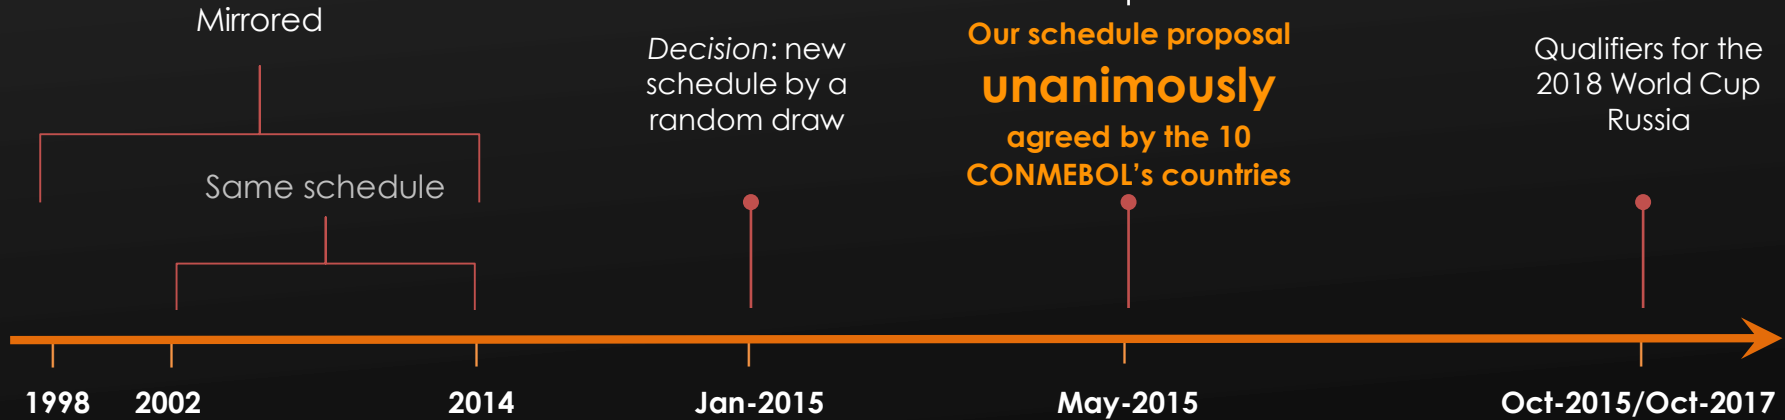 Mirrored
Same schedule
Decision: new
schedule by a
random draw
Our schedule proposal
unanimously
agreed by the 10
CONMEBOL's countries
Qualifiers for the
2018 World Cup
Russia
1998
2002
2014
Jan-2015
May-2015
Oct-2015/Oct-2017